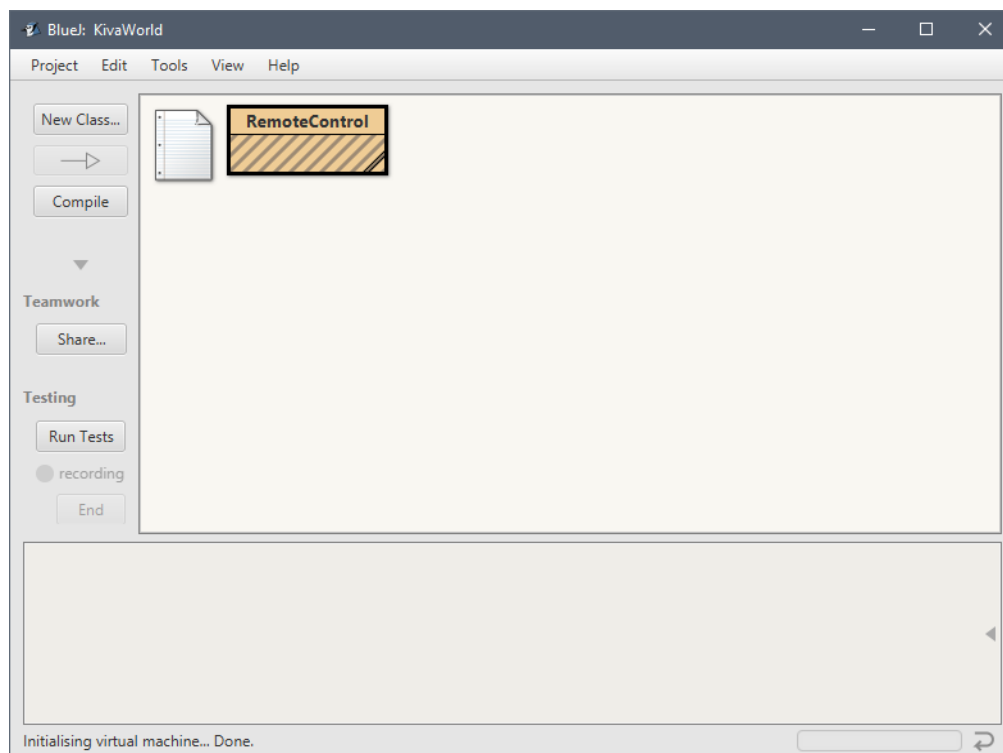 BlueJ: KivaWorld
Project Edit Tools View Help
New Class...
Compile
Teamwork
Share...
Testing
Run Tests
recording
End
RemoteControl
Initialising virtual machine... Done.